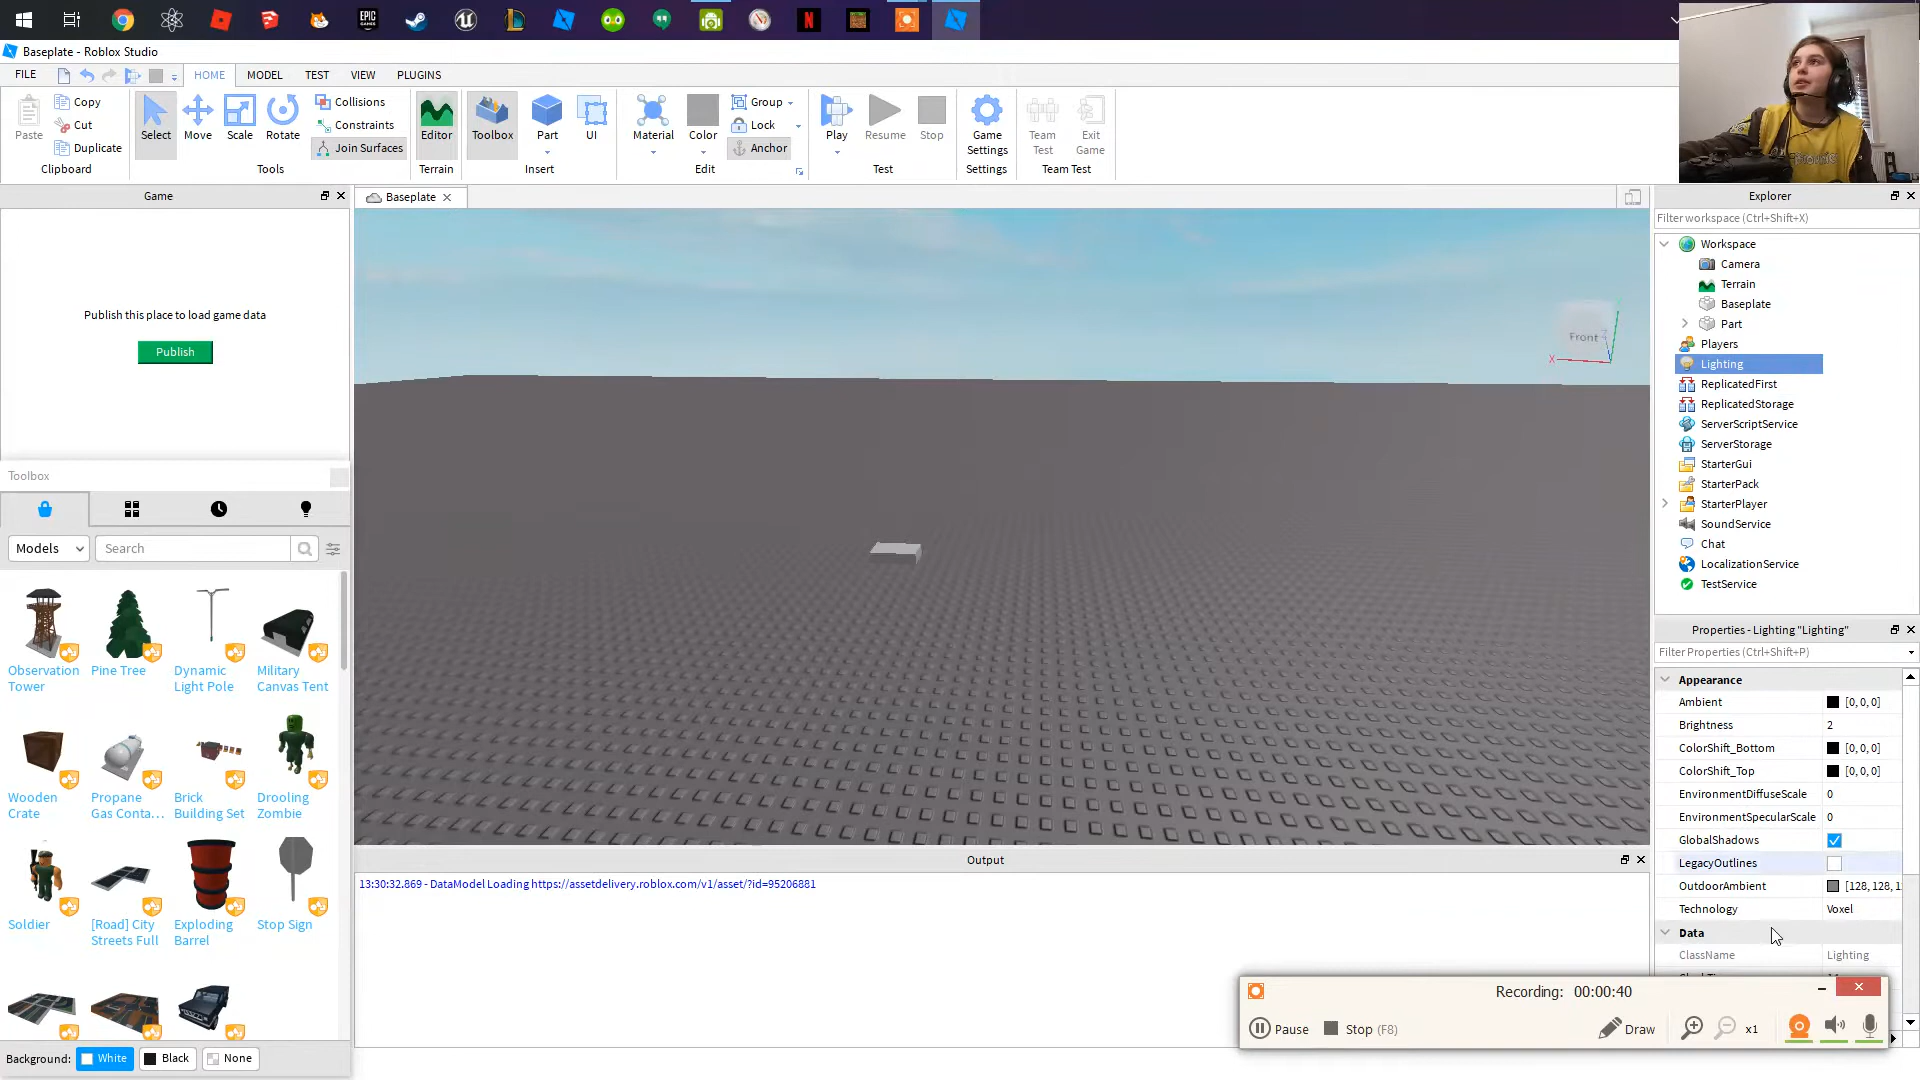 EPIC
GAMES
N
Baseplate - Roblox Studio
FILE
HOME
MODEL
TEST
VIEW
PLUGINS
Paste
Copy
Cut
Duplicate
Clipboard
Select
Move
Scale
Rotate
Collisions
Constraints
Join Surfaces
Tools
Editor
Terrain
Toolbox
Part
UI
Insert
Material
Color
Group
Lock
Anchor
Edit
Play
Resume
Stop
Test
Game
Settings
Settings
Team
Test
Exit
Game
Team Test
Game
Publish this place to load game data
Publish
Toolbox
Models
Search
Observation
Tower
Pine Tree
Dynamic
Light Pole
Military
Canvas Tent
Wooden
Crate
Propane
Gas Conta...
Brick
Building Set
Drooling
Zombie
Soldier
[Road] City
Streets Full
Exploding
Barrel
Stop Sign
Background:
White
Black
None
Baseplate
Front
X
Output
13:30:32.869 - DataModel Loading https://assetdelivery.roblox.com/v1/asset/?id=95206881
Explorer
Filter workspace (Ctrl+Shift+X)
Workspace
Camera
Terrain
Baseplate
Part
Players
Lighting
ReplicatedFirst
ReplicatedStorage
ServerScriptService
ServerStorage
StarterGui
StarterPack
StarterPlayer
SoundService
Chat
LocalizationService
TestService
Properties - Lighting "Lighting"
Filter Properties (Ctrl+Shift+P)
Appearance
Ambient [0, 0, 0]
Brightness 2
ColorShift_Bottom [0, 0, 0]
ColorShift_Top [0, 0, 0]
EnvironmentDiffuseScale 0
EnvironmentSpecularScale 0
GlobalShadows
LegacyOutlines
OutdoorAmbient [128, 128, 1
Technology Voxel
Data
ClassName Lighting
Recording: 00:00:40
Pause
Stop (F8)
Draw
x1